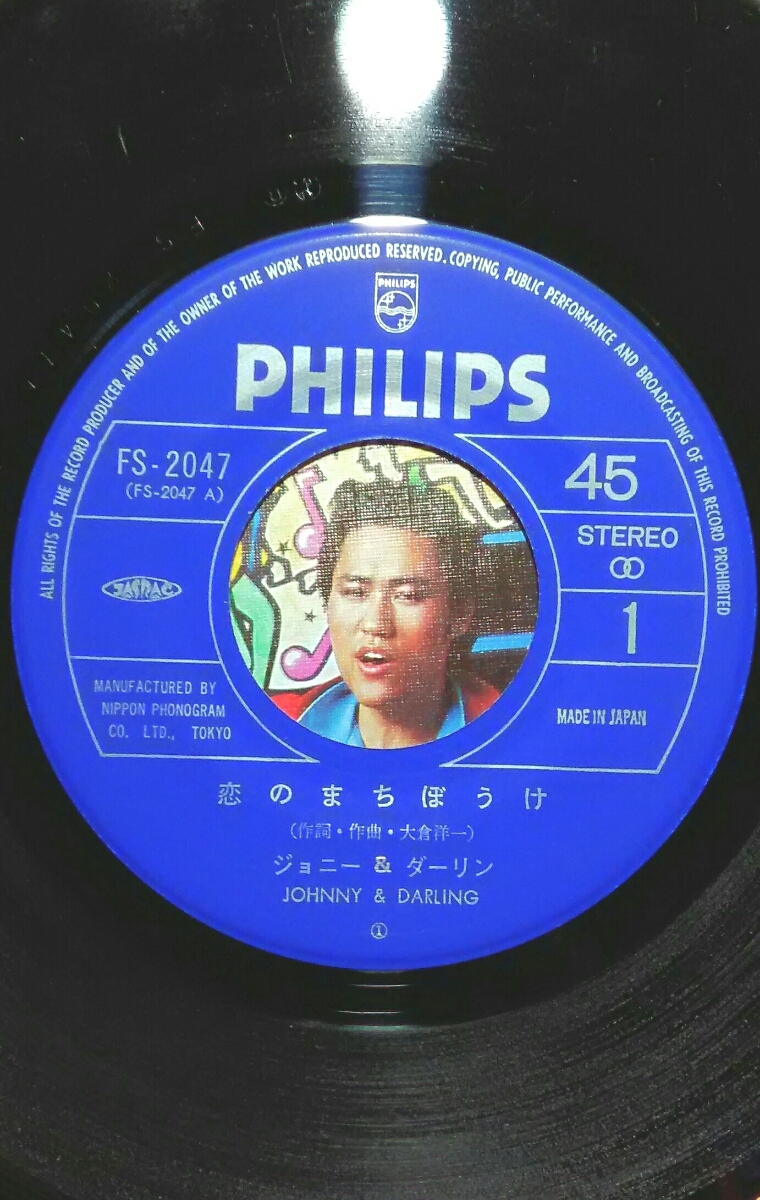 ALL RIGHTS OF THE RECORD PRODUCER AND OF THE OWNER OF THE WORK REPRODUCED RESERVED. COPYING, PUBLIC PERFORMANCE AND BROADCASTING OF THIS RECORD PROHIBITED
PHILIPS
PHILIPS
FS-2047
(FS-2047 A)
45
STEREO
1
JASRAC
MANUFACTURED BY
NIPPON PHONOGRAM
CO. LTD., TOKYO
MADE IN JAPAN
恋のまちぼうけ
(作詞・作曲・大倉洋一)
ジョニー & ダーリン
JOHNNY & DARLING
①